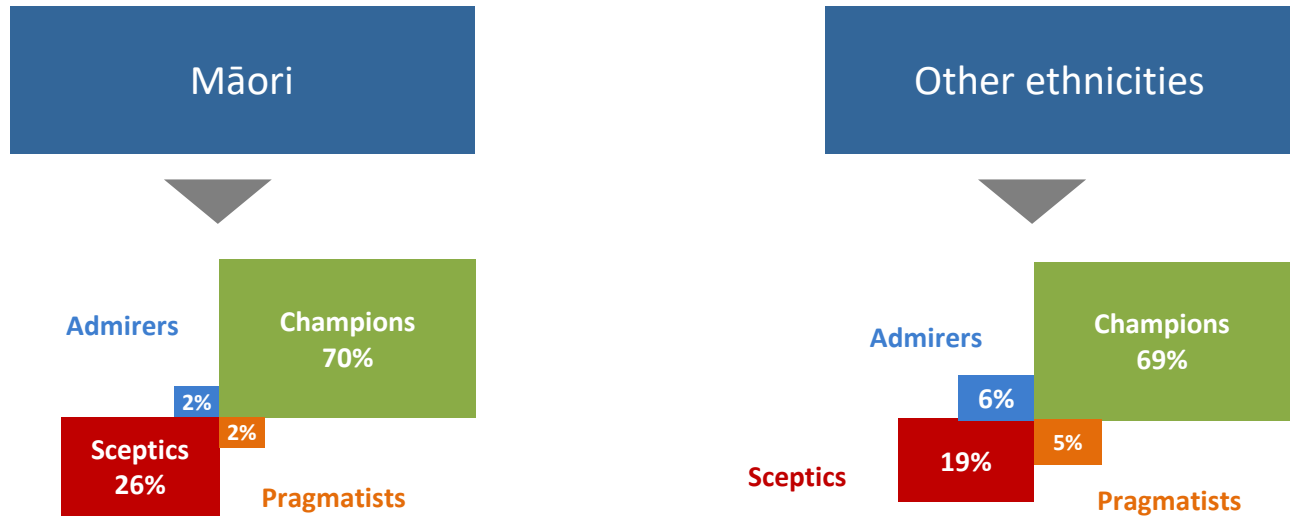 Māori
Admirers
Champions
70%
2%
2%
Sceptics
26%
Pragmatists
Other ethnicities
Admirers
Champions
69%
6%
5%
Sceptics
19%
Pragmatists